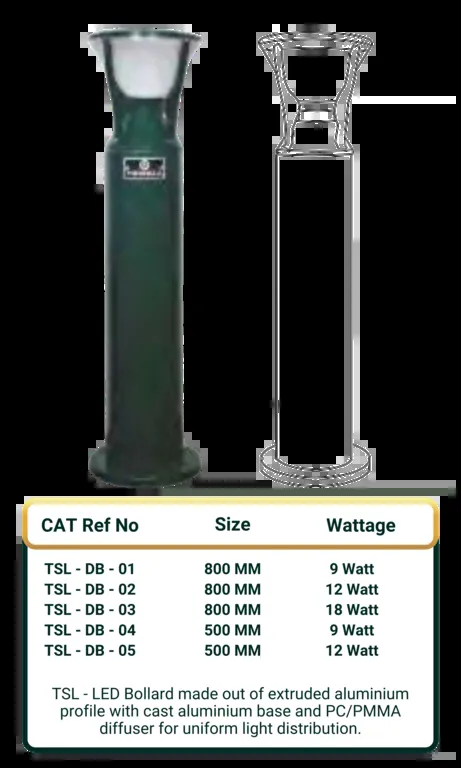 CAT Ref No Size Wattage
TSL - DB - 01 800 MM 9 Watt
TSL - DB - 02 800 MM 12 Watt
TSL - DB - 03 800 MM 18 Watt
TSL - DB - 04 500 MM 9 Watt
TSL - DB - 05 500 MM 12 Watt
TSL - LED Bollard made out of extruded aluminium
profile with cast aluminium base and PC/PMMA
diffuser for uniform light distribution.